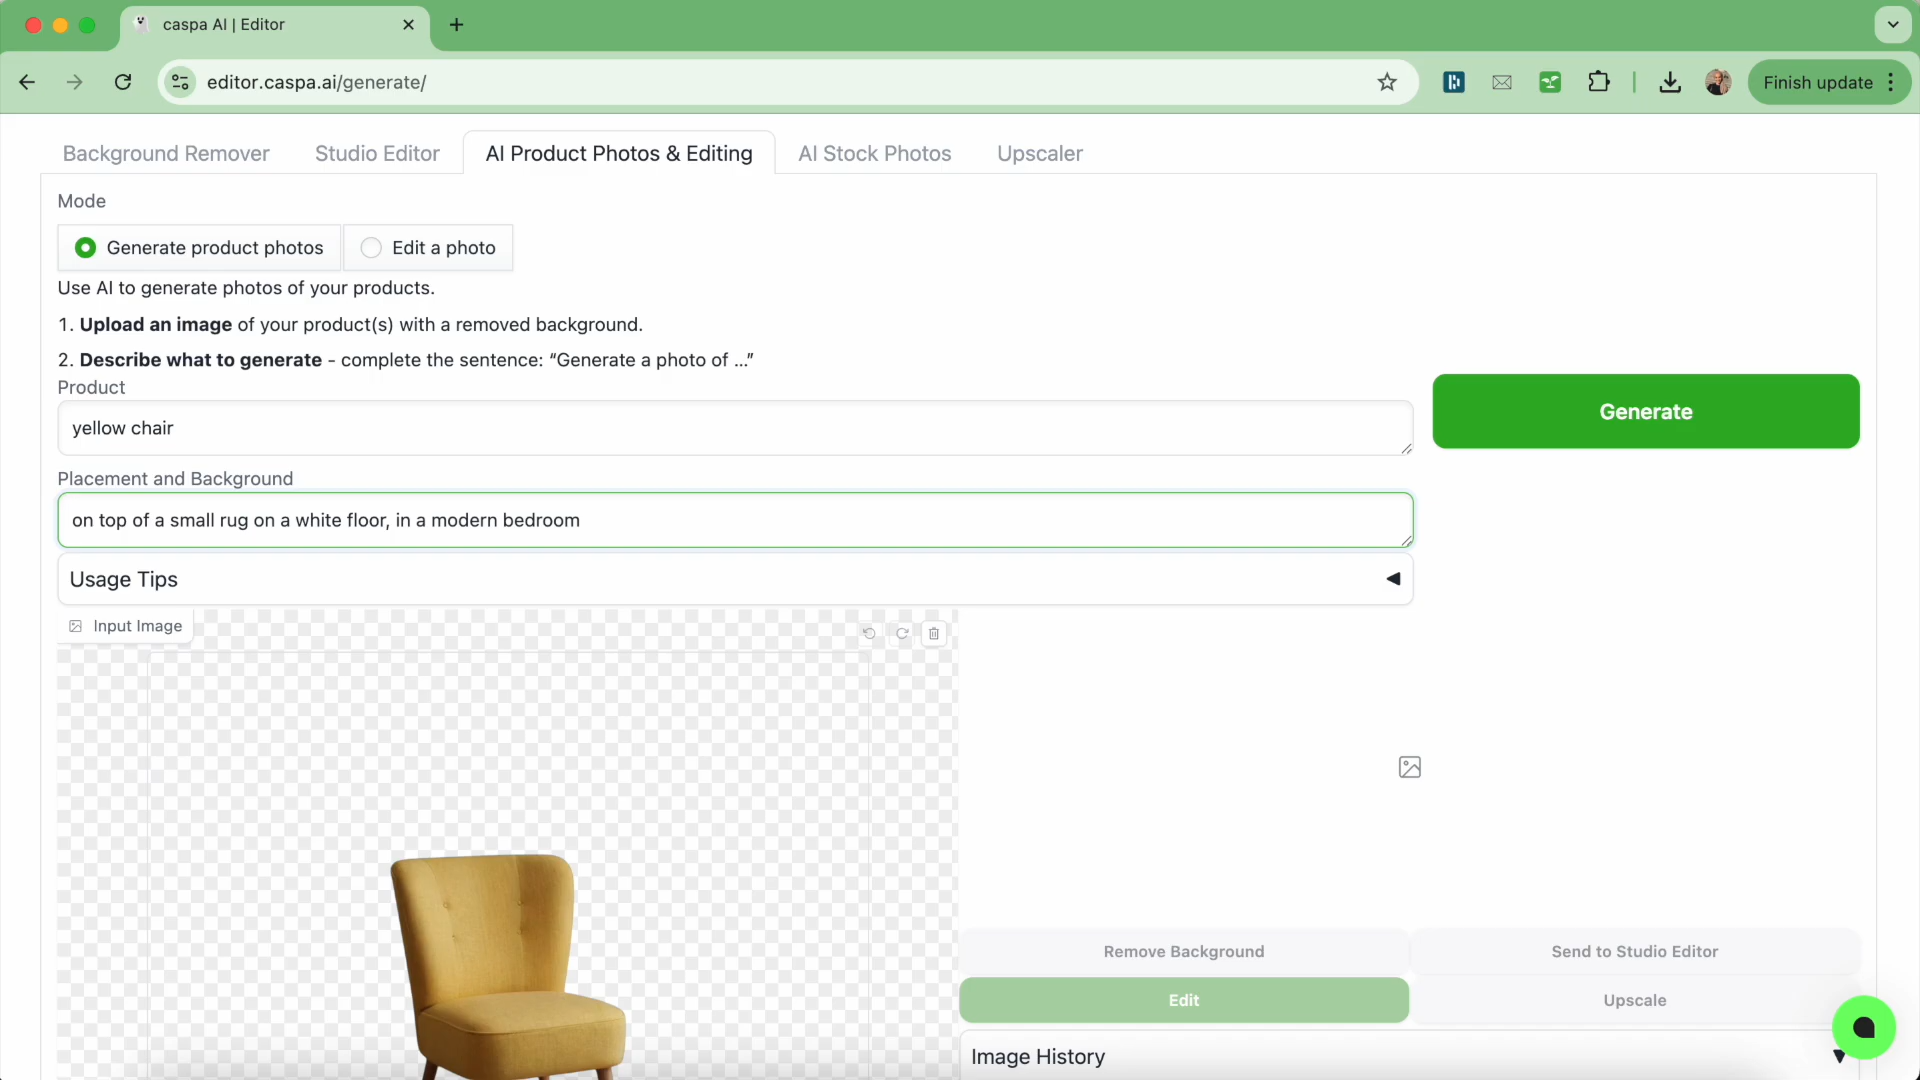 caspa AI | Editor
editor.caspa.ai/generate/
Finish update
Background Remover
Studio Editor
AI Product Photos & Editing
AI Stock Photos
Upscaler
Mode
Generate product photos
Edit a photo
Use AI to generate photos of your products.
1. Upload an image of your product(s) with a removed background.
2. Describe what to generate - complete the sentence: “Generate a photo of ...”
Product
yellow chair
Generate
Placement and Background
on top of a small rug on a white floor, in a modern bedroom
Usage Tips
Input Image
Remove Background
Send to Studio Editor
Edit
Upscale
Image History